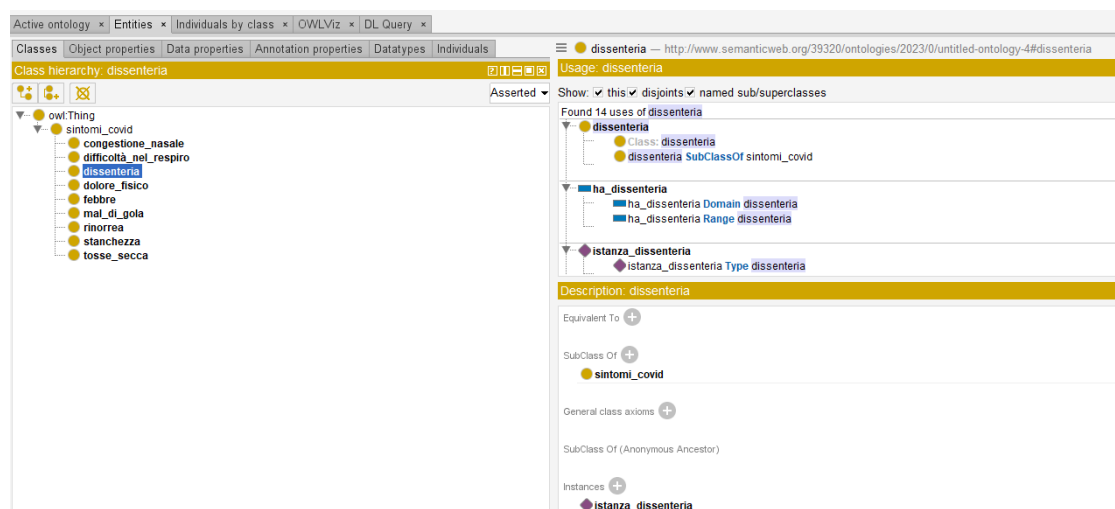 Active ontology × Entities × Individuals by class × OWLViz × DL Query ×
Classes Object properties Data properties Annotation properties Datatypes Individuals
Class hierarchy: dissenteria
Asserted
owl:Thing
sintomi_covid
congestione_nasale
difficoltà_nel_respiro
dissenteria
dolore_fisico
febbre
mal_di_gola
rinorrea
stanchezza
tosse_secca
dissenteria — http://www.semanticweb.org/39320/ontologies/2023/0/untitled-ontology-4#dissenteria
Usage: dissenteria
Show: this disjoints named sub/superclasses
Found 14 uses of dissenteria
dissenteria
Class: dissenteria
dissenteria SubClassOf sintomi_covid
ha_dissenteria
ha_dissenteria Domain dissenteria
ha_dissenteria Range dissenteria
istanza_dissenteria
istanza_dissenteria Type dissenteria
Description: dissenteria
Equivalent To
SubClass Of
sintomi_covid
General class axioms
SubClass Of (Anonymous Ancestor)
Instances
istanza_dissenteria